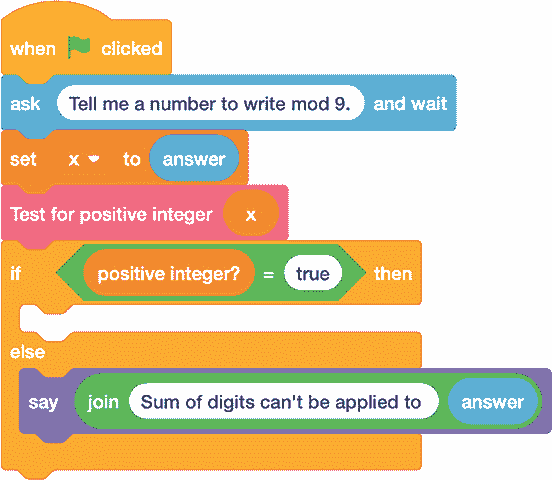 when clicked
ask Tell me a number to write mod 9. and wait
set x to answer
Test for positive integer x
if positive integer? = true then
else
say join Sum of digits can't be applied to answer